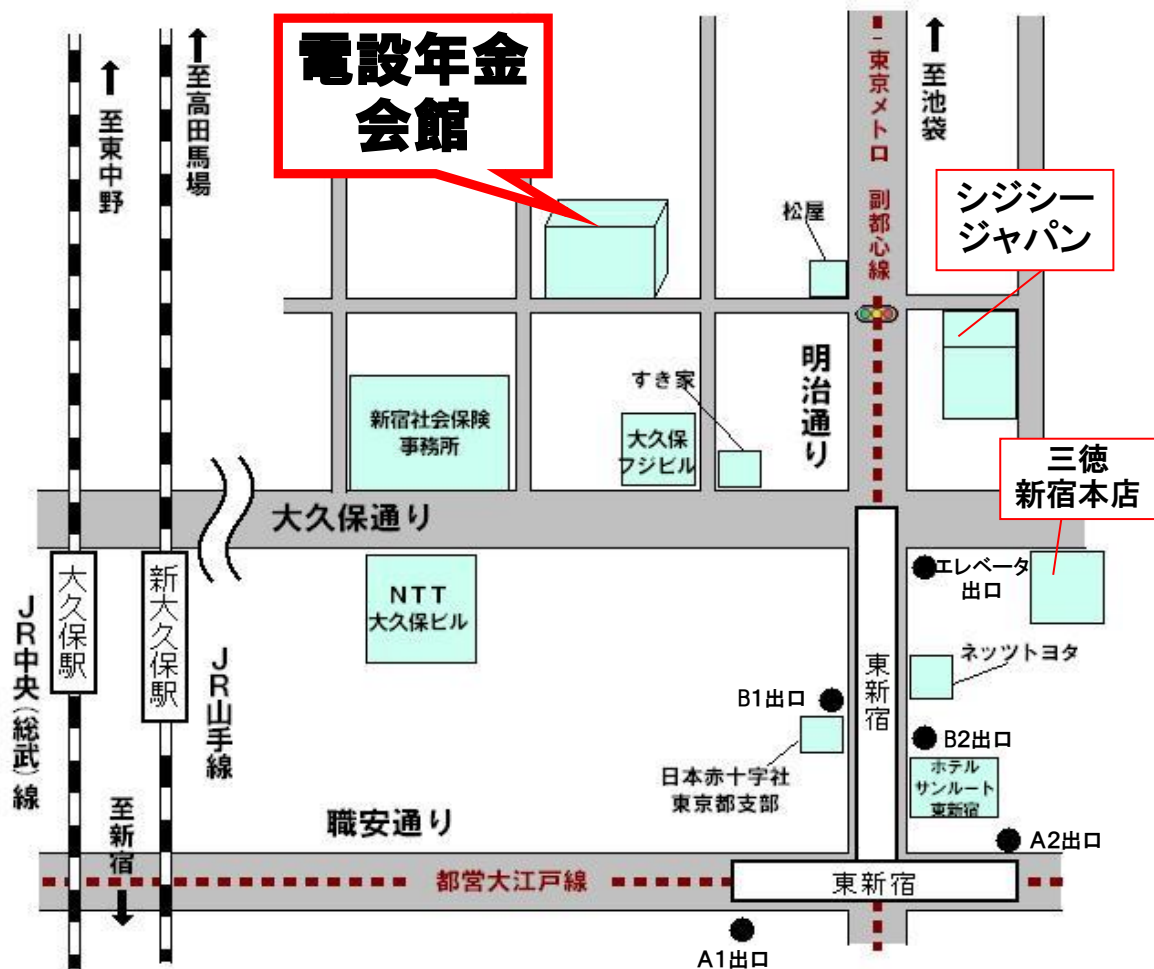 電設年金
会館
至東中野
至高田馬場
東京メトロ 副都心線
至池袋
シジシー
ジャパン
松屋
明治通り
すき家
新宿社会保険
事務所
大久保
フジビル
三徳
新宿本店
大久保通り
大久保駅
新大久保駅
JR中央(総武)線
JR山手線
NTT
大久保ビル
エレベータ
出口
ネッツトヨタ
東新宿
B1出口
B2出口
日本赤十字社
東京都支部
ホテル
サンルート
東新宿
至新宿
職安通り
A2出口
都営大江戸線
東新宿
A1出口